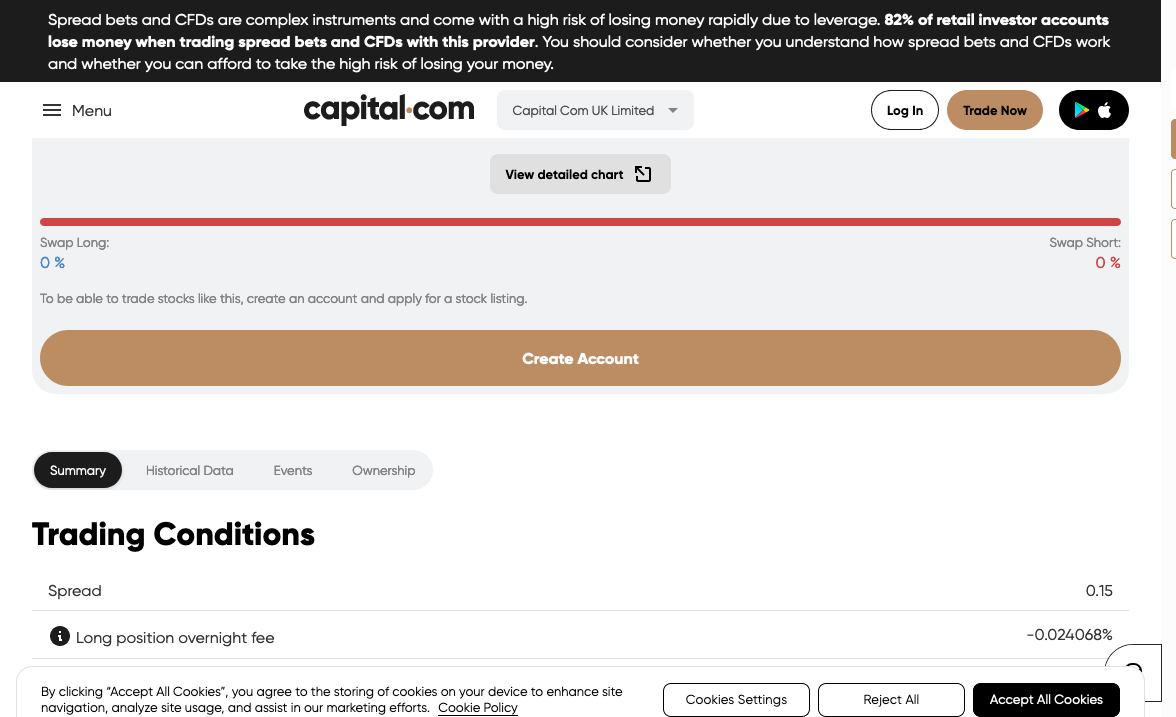 Spread bets and CFDs are complex instruments and come with a high risk of losing money rapidly due to leverage. 82% of retail investor accounts
lose money when trading spread bets and CFDs with this provider. You should consider whether you understand how spread bets and CFDs work
and whether you can afford to take the high risk of losing your money.
Menu
capital.com
Capital Com UK Limited
Log In
Trade Now
View detailed chart
Swap Long:
Swap Short:
0 %
0 %
To be able to trade stocks like this, create an account and apply for a stock listing.
Create Account
Summary
Historical Data
Events
Ownership
Trading Conditions
Spread
0.15
Long position overnight fee
-0.024068%
By clicking “Accept All Cookies”, you agree to the storing of cookies on your device to enhance site
navigation, analyze site usage, and assist in our marketing efforts. Cookie Policy
Cookies Settings
Reject All
Accept All Cookies